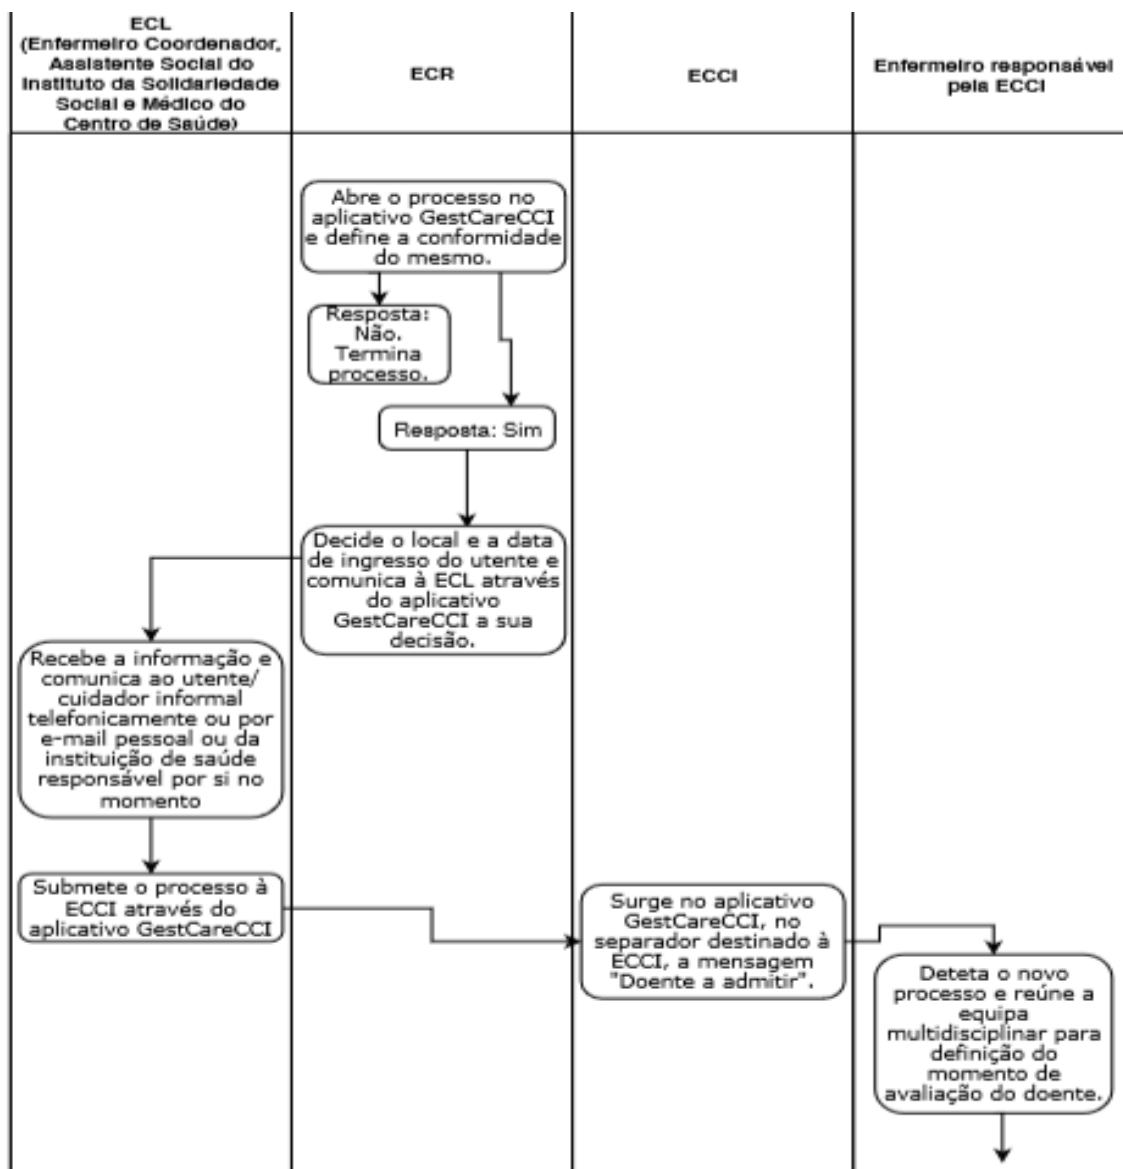 ECL
(Enfermeiro Coordenador,
Assistente Social do
Instituto da Solidariedade
Social e Médico do
Centro de Saúde)
ECR
ECCI
Enfermeiro responsável
pela ECCI
Abre o processo no
aplicativo GestCareCCI
e define a conformidade
do mesmo.
Resposta:
Não.
Termina
processo.
Resposta: Sim
Decide o local e a data
de ingresso do utente e
comunica à ECL através
do aplicativo
GestCareCCI a sua
decisão.
Recebe a informação e
comunica ao utente/
cuidador informal
telefonicamente ou por
e-mail pessoal ou da
instituição de saúde
responsável por si no
momento
Submete o processo à
ECCI através do
aplicativo GestCareCCI
Surge no aplicativo
GestCareCCI, no
separador destinado à
ECCI, a mensagem
"Doente a admitir".
Deteta o novo
processo e reúne a
equipa
multidisciplinar para
definição do
momento de
avaliação do doente.